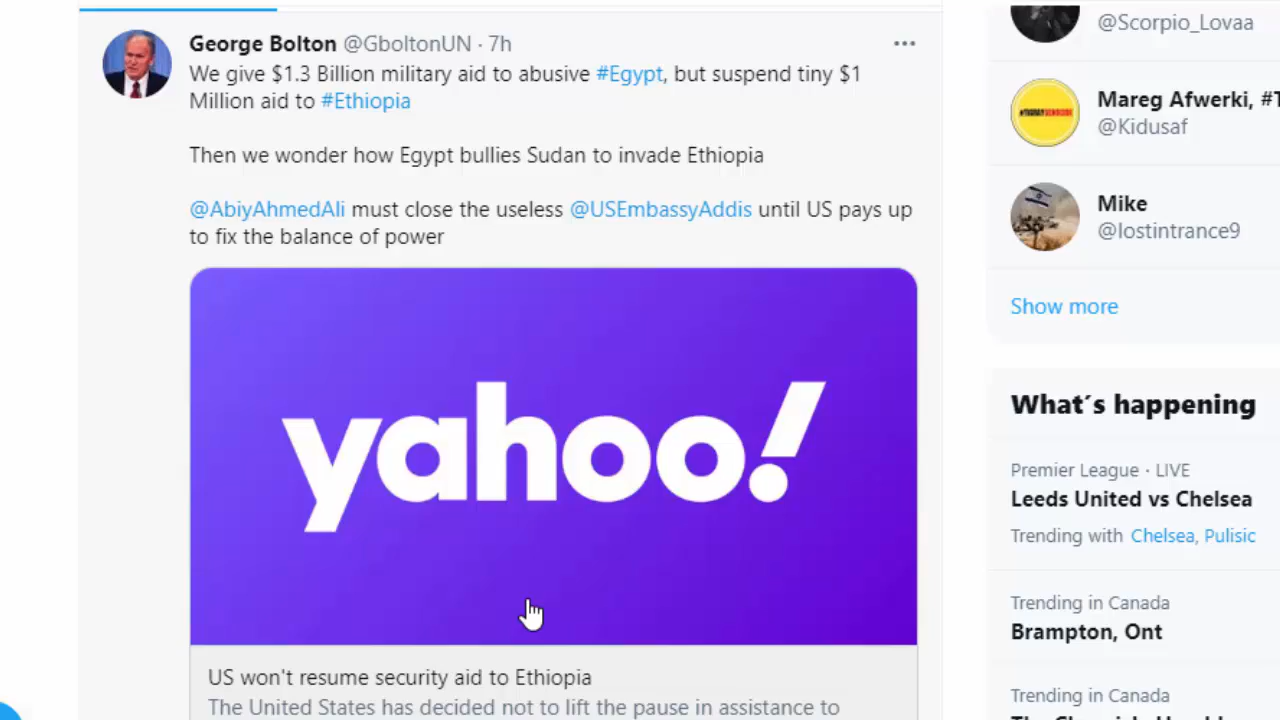 George Bolton @GboltonUN · 7h
We give $1.3 Billion military aid to abusive #Egypt, but suspend tiny $1
Million aid to #Ethiopia
Then we wonder how Egypt bullies Sudan to invade Ethiopia
@AbiyAhmedAli must close the useless @USEmbassyAddis until US pays up
to fix the balance of power
yahoo!
US won't resume security aid to Ethiopia
The United States has decided not to lift the pause in assistance to
@Scorpio_Lovaa
Mareg Afwerki, #T
@Kidusaf
Mike
@lostintrance9
Show more
What's happening
Premier League · LIVE
Leeds United vs Chelsea
Trending with Chelsea, Pulisic
Trending in Canada
Brampton, Ont
Trending in Canada